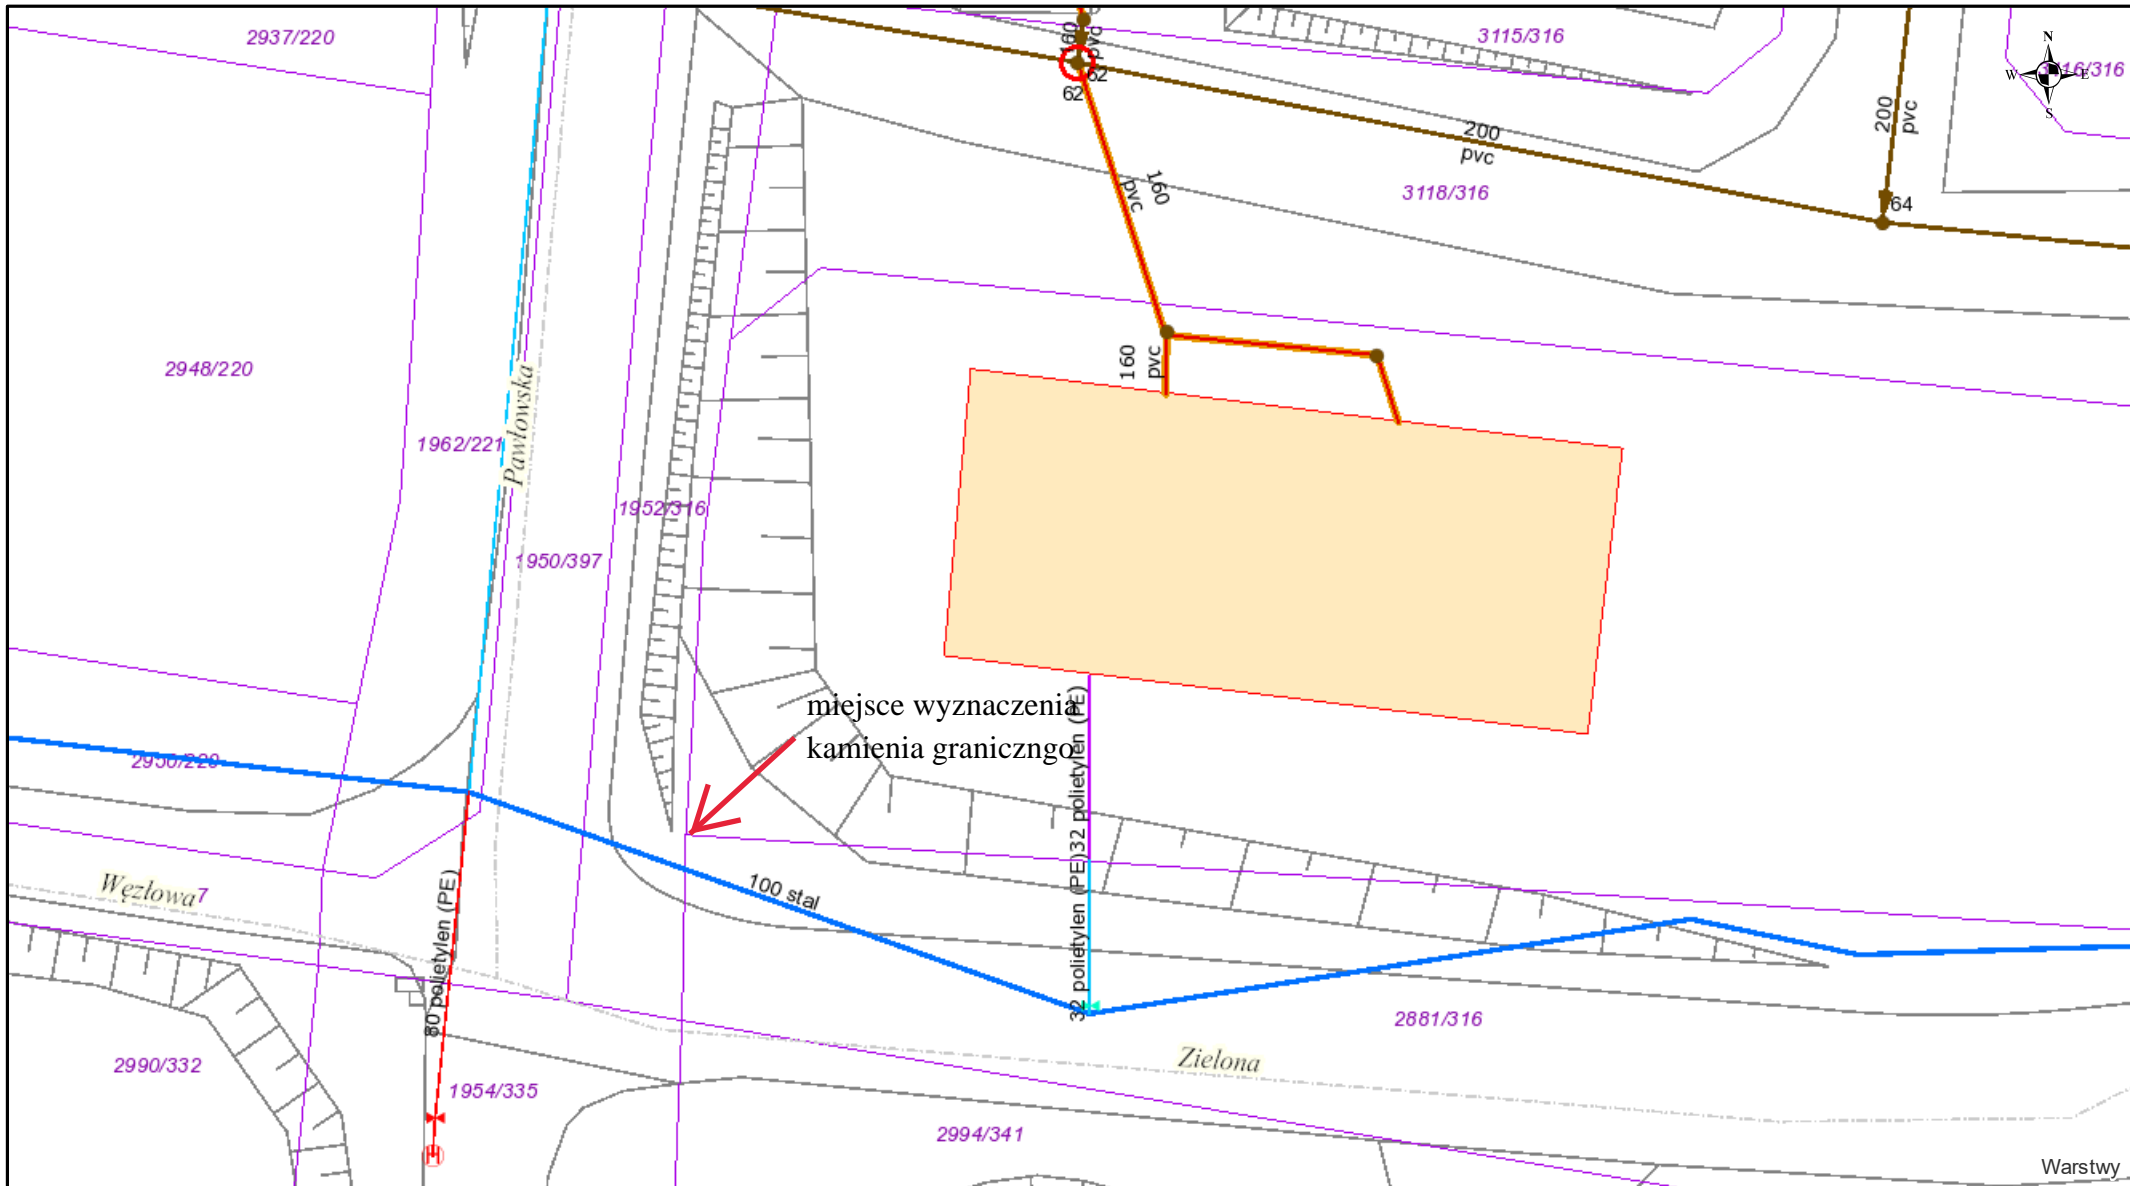 2937/220
160
pvc
3115/316
N
W
E
S
62
62
200
pvc
200
pvc
3118/316
64
160
pvc
2948/220
160
pvc
1962/221
Pawłowska
1952/316
1950/397
miejsce wyznaczenia
kamienia graniczngo
32 polietylen (PE)
2950/220
100 stal
32 polietylen (PE)
Węzłowa
7
80 polietylen (PE)
2881/316
Zielona
2990/332
1954/335
2994/341
H
Warstwy